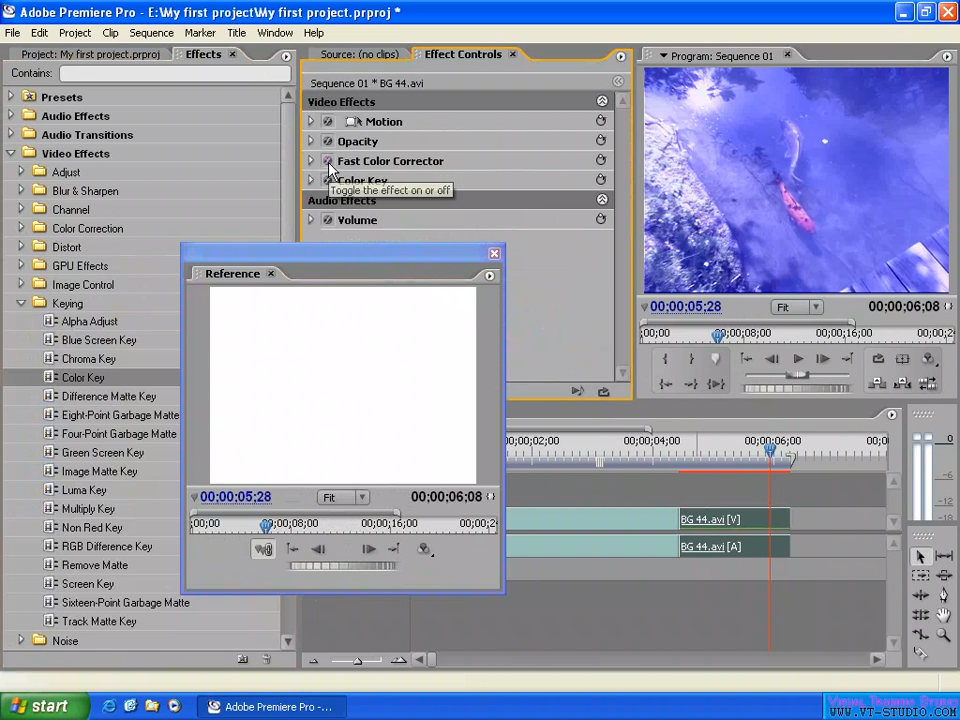 Adobe Premiere Pro - E:\My first project\My first project.prproj *
File Edit Project Clip Sequence Marker Title Window Help
Project: My first project.prproj
Effects
Contains:
Presets
Audio Effects
Audio Transitions
Video Effects
Adjust
Blur & Sharpen
Channel
Color Correction
Distort
GPU Effects
Image Control
Keying
Alpha Adjust
Blue Screen Key
Chroma Key
Color Key
Difference Matte Key
Eight-Point Garbage Matte
Four-Point Garbage Matte
Green Screen Key
Image Matte Key
Luma Key
Multiply Key
Non Red Key
RGB Difference Key
Remove Matte
Screen Key
Sixteen-Point Garbage Matte
Track Matte Key
Noise
Source: (no clips)
Effect Controls
Sequence 01 * BG 44.avi
Video Effects
Motion
Opacity
Fast Color Corrector
Color Key
Toggle the effect on or off
Audio Effects
Volume
Program: Sequence 01
00;00;05;28
Fit
00;00;06;08
;00;00
00;00;08;00
00;00;16;00
Reference
00;00;05;28
Fit
00;00;06;08
;00;00
00;00;08;00
00;00;16;00
00;00;2
00;00;02;00
00;00;04;00
00;00;06;00
BG 44.avi [V]
BG 44.avi [A]
0
-6
-12
-18
start
Adobe Premiere Pro -...
Visual Training Studio
WWW.VT-STUDIO.COM